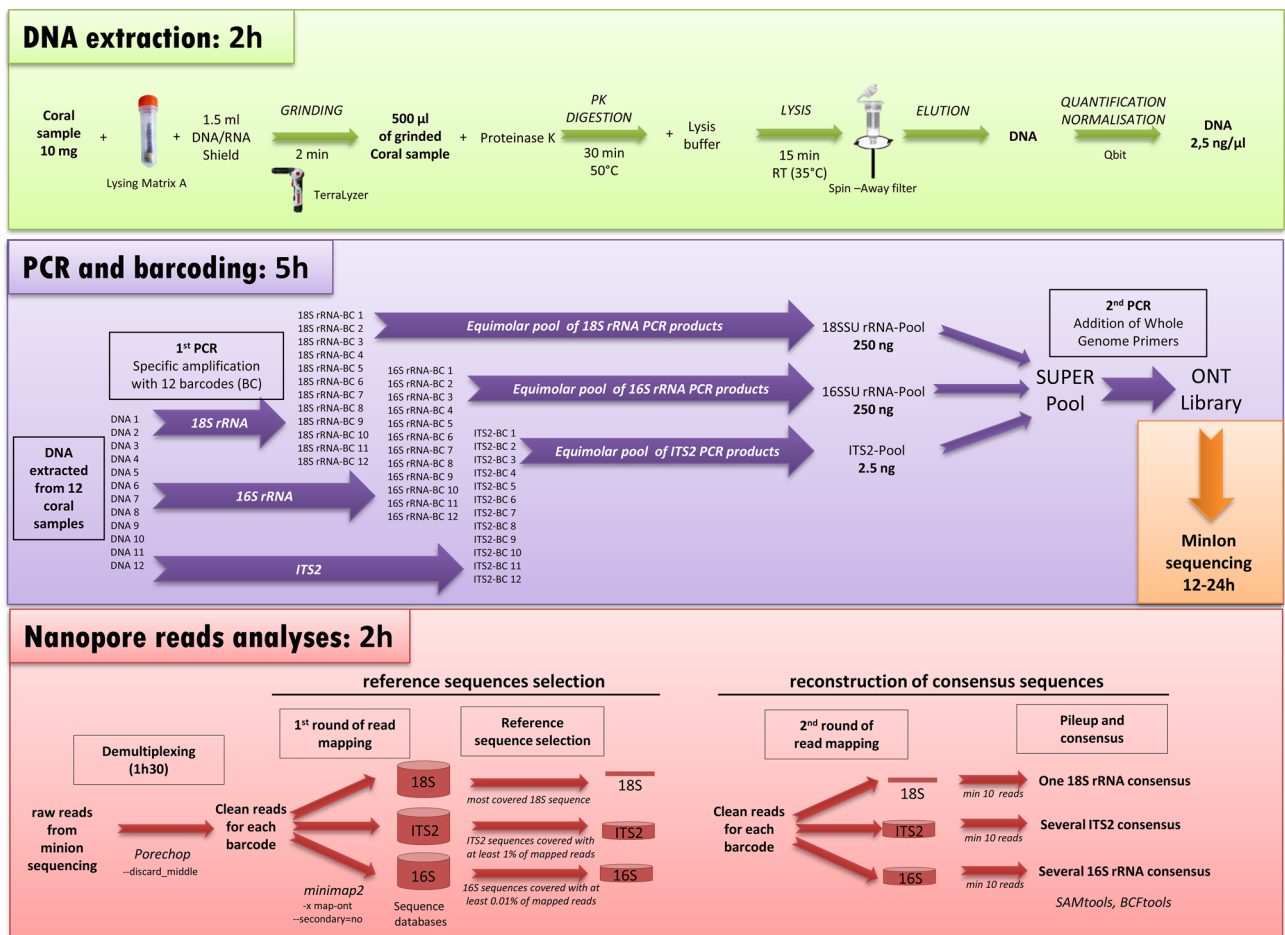 DNA extraction: 2h
Coral
sample
10 mg
+
Lysing Matrix A
+
1.5 ml
DNA/RNA
Shield
GRINDING
2 min
TerraLyzer
500 µl
of grinded
Coral sample
+
Proteinase K
PK
DIGESTION
30 min
50°C
+
Lysis
buffer
LYSIS
15 min
RT (35°C)
Spin –Away filter
ELUTION
DNA
QUANTIFICATION
NORMALISATION
Qbit
DNA
2,5 ng/µl
PCR and barcoding: 5h
DNA
extracted
from 12
coral
samples
DNA 1
DNA 2
DNA 3
DNA 4
DNA 5
DNA 6
DNA 7
DNA 8
DNA 9
DNA 10
DNA 11
DNA 12
1st PCR
Specific amplification
with 12 barcodes (BC)
18S rRNA
16S rRNA
ITS2
18S rRNA-BC 1
18S rRNA-BC 2
18S rRNA-BC 3
18S rRNA-BC 4
18S rRNA-BC 5
18S rRNA-BC 6
18S rRNA-BC 7
18S rRNA-BC 8
18S rRNA-BC 9
18S rRNA-BC 10
18S rRNA-BC 11
18S rRNA-BC 12
16S rRNA-BC 1
16S rRNA-BC 2
16S rRNA-BC 3
16S rRNA-BC 4
16S rRNA-BC 5
16S rRNA-BC 6
16S rRNA-BC 7
16S rRNA-BC 8
16S rRNA-BC 9
16S rRNA-BC 10
16S rRNA-BC 11
16S rRNA-BC 12
ITS2-BC 1
ITS2-BC 2
ITS2-BC 3
ITS2-BC 4
ITS2-BC 5
ITS2-BC 6
ITS2-BC 7
ITS2-BC 8
ITS2-BC 9
ITS2-BC 10
ITS2-BC 11
ITS2-BC 12
Equimolar pool of 18S rRNA PCR products
Equimolar pool of 16S rRNA PCR products
Equimolar pool of ITS2 PCR products
18SSU rRNA-Pool
250 ng
16SSU rRNA-Pool
250 ng
ITS2-Pool
2.5 ng
2nd PCR
Addition of Whole
Genome Primers
SUPER
Pool
ONT
Library
MinIon
sequencing
12-24h
Nanopore reads analyses: 2h
raw reads
from
minion
sequencing
Demultiplexing
(1h30)
Porechop
--discard_middle
Clean reads
for each
barcode
reference sequences selection
1st round of read
mapping
minimap2
-x map-ont
--secondary=no
18S
ITS2
16S
Sequence
databases
Reference
sequence selection
most covered 18S sequence
ITS2 sequences covered with
at least 1% of mapped reads
16S sequences covered with at
least 0.01% of mapped reads
18S
ITS2
16S
reconstruction of consensus sequences
Clean reads
for each
barcode
2nd round of
read mapping
18S
ITS2
16S
Pileup and
consensus
min 10 reads
min 10 reads
min 10 reads
One 18S rRNA consensus
Several ITS2 consensus
Several 16S rRNA consensus
SAMtools, BCFtools